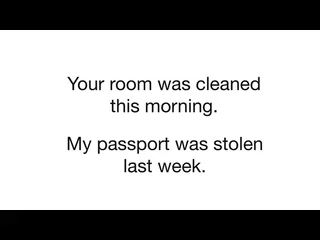 Your room was cleaned
this morning.
My passport was stolen
last week.